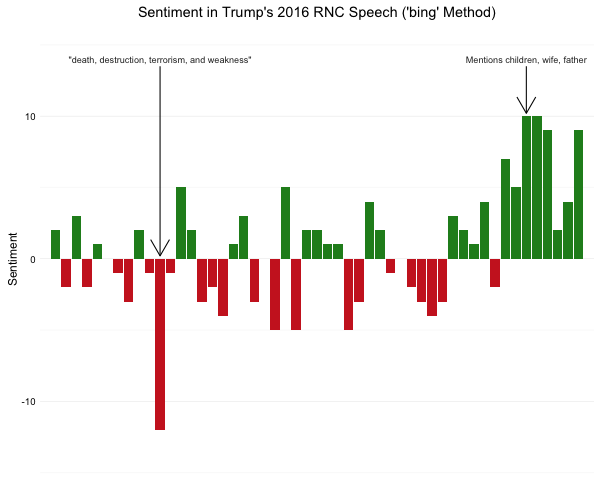 Sentiment in Trump's 2016 RNC Speech ('bing' Method)
"death, destruction, terrorism, and weakness"
Mentions children, wife, father
10
0
-10
Sentiment